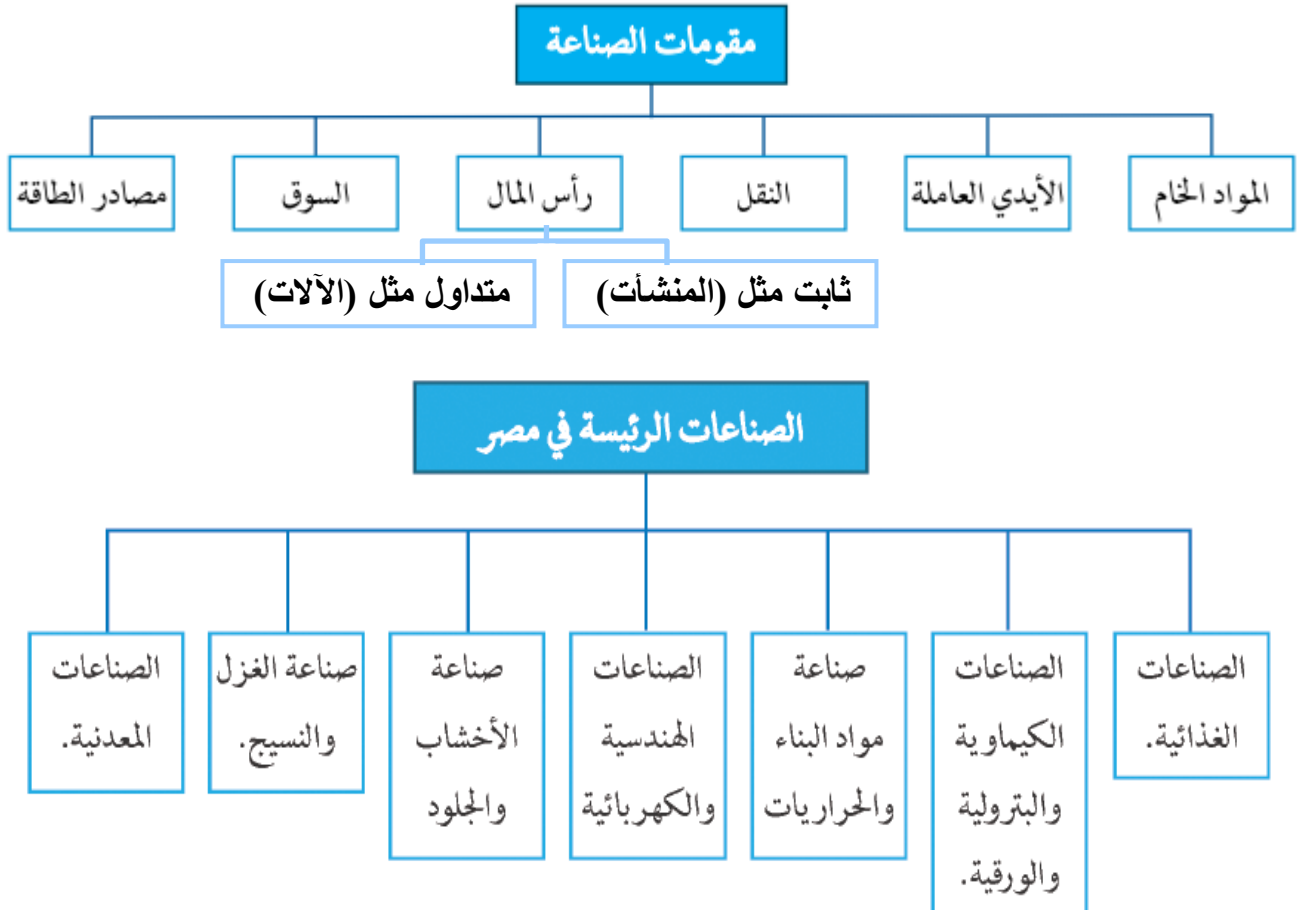 مقومات الصناعة
المواد الخام
الأيدي العاملة
النقل
رأس المال
السوق
مصادر الطاقة
ثابت مثل (المنشأت)
متداول مثل (الآلات)
الصناعات الرئيسة في مصر
الصناعات
الغذائية.
الصناعات
الكيماوية
والبترولية
والورقية.
صناعة
مواد البناء
والحراريات
الصناعات
الهندسية
والكهربائية
صناعة
الأخشاب
والجلود
صناعة الغزل
والنسيج.
الصناعات
المعدنية.